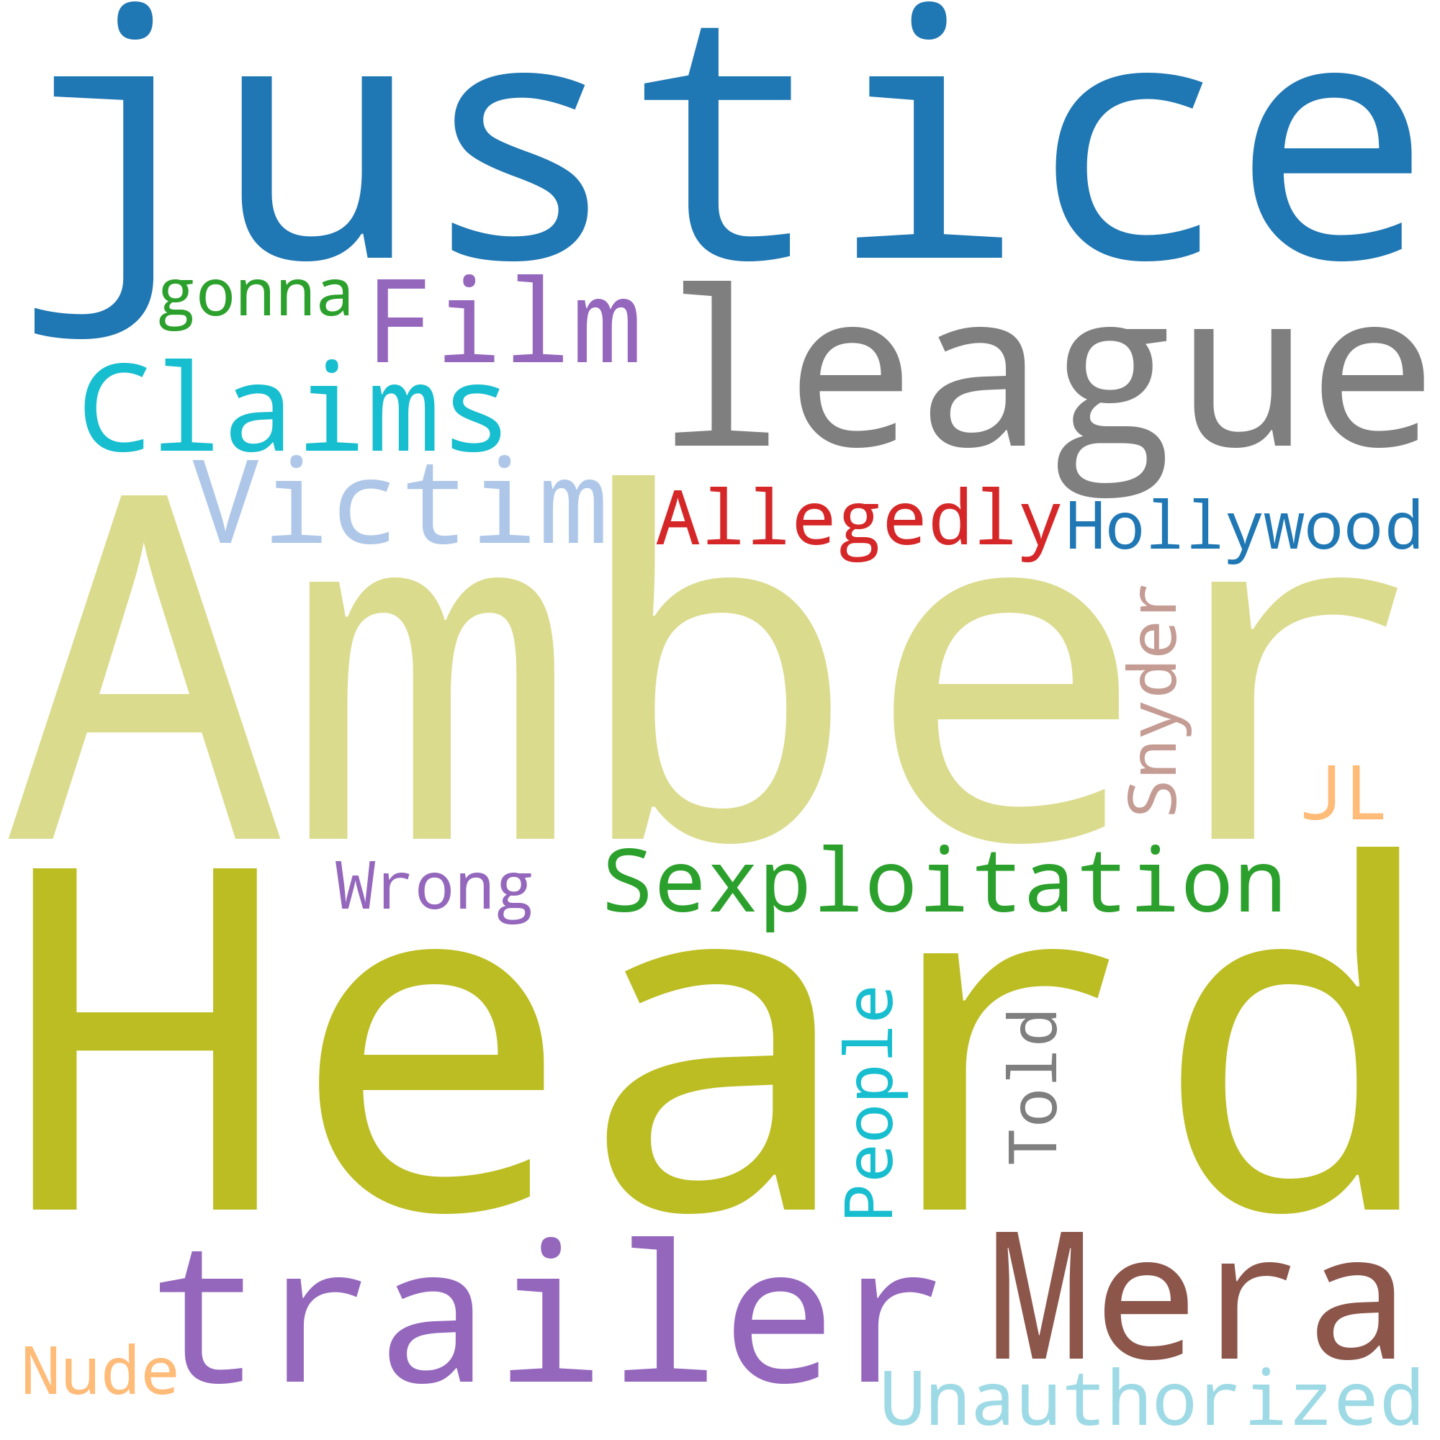 justice
gonna
Film
league
Claims
Victim
Allegedly
Hollywood
Amber
Snyder
JL
Wrong
Sexploitation
Heard
People
Told
trailer
Mera
Nude
Unauthorized